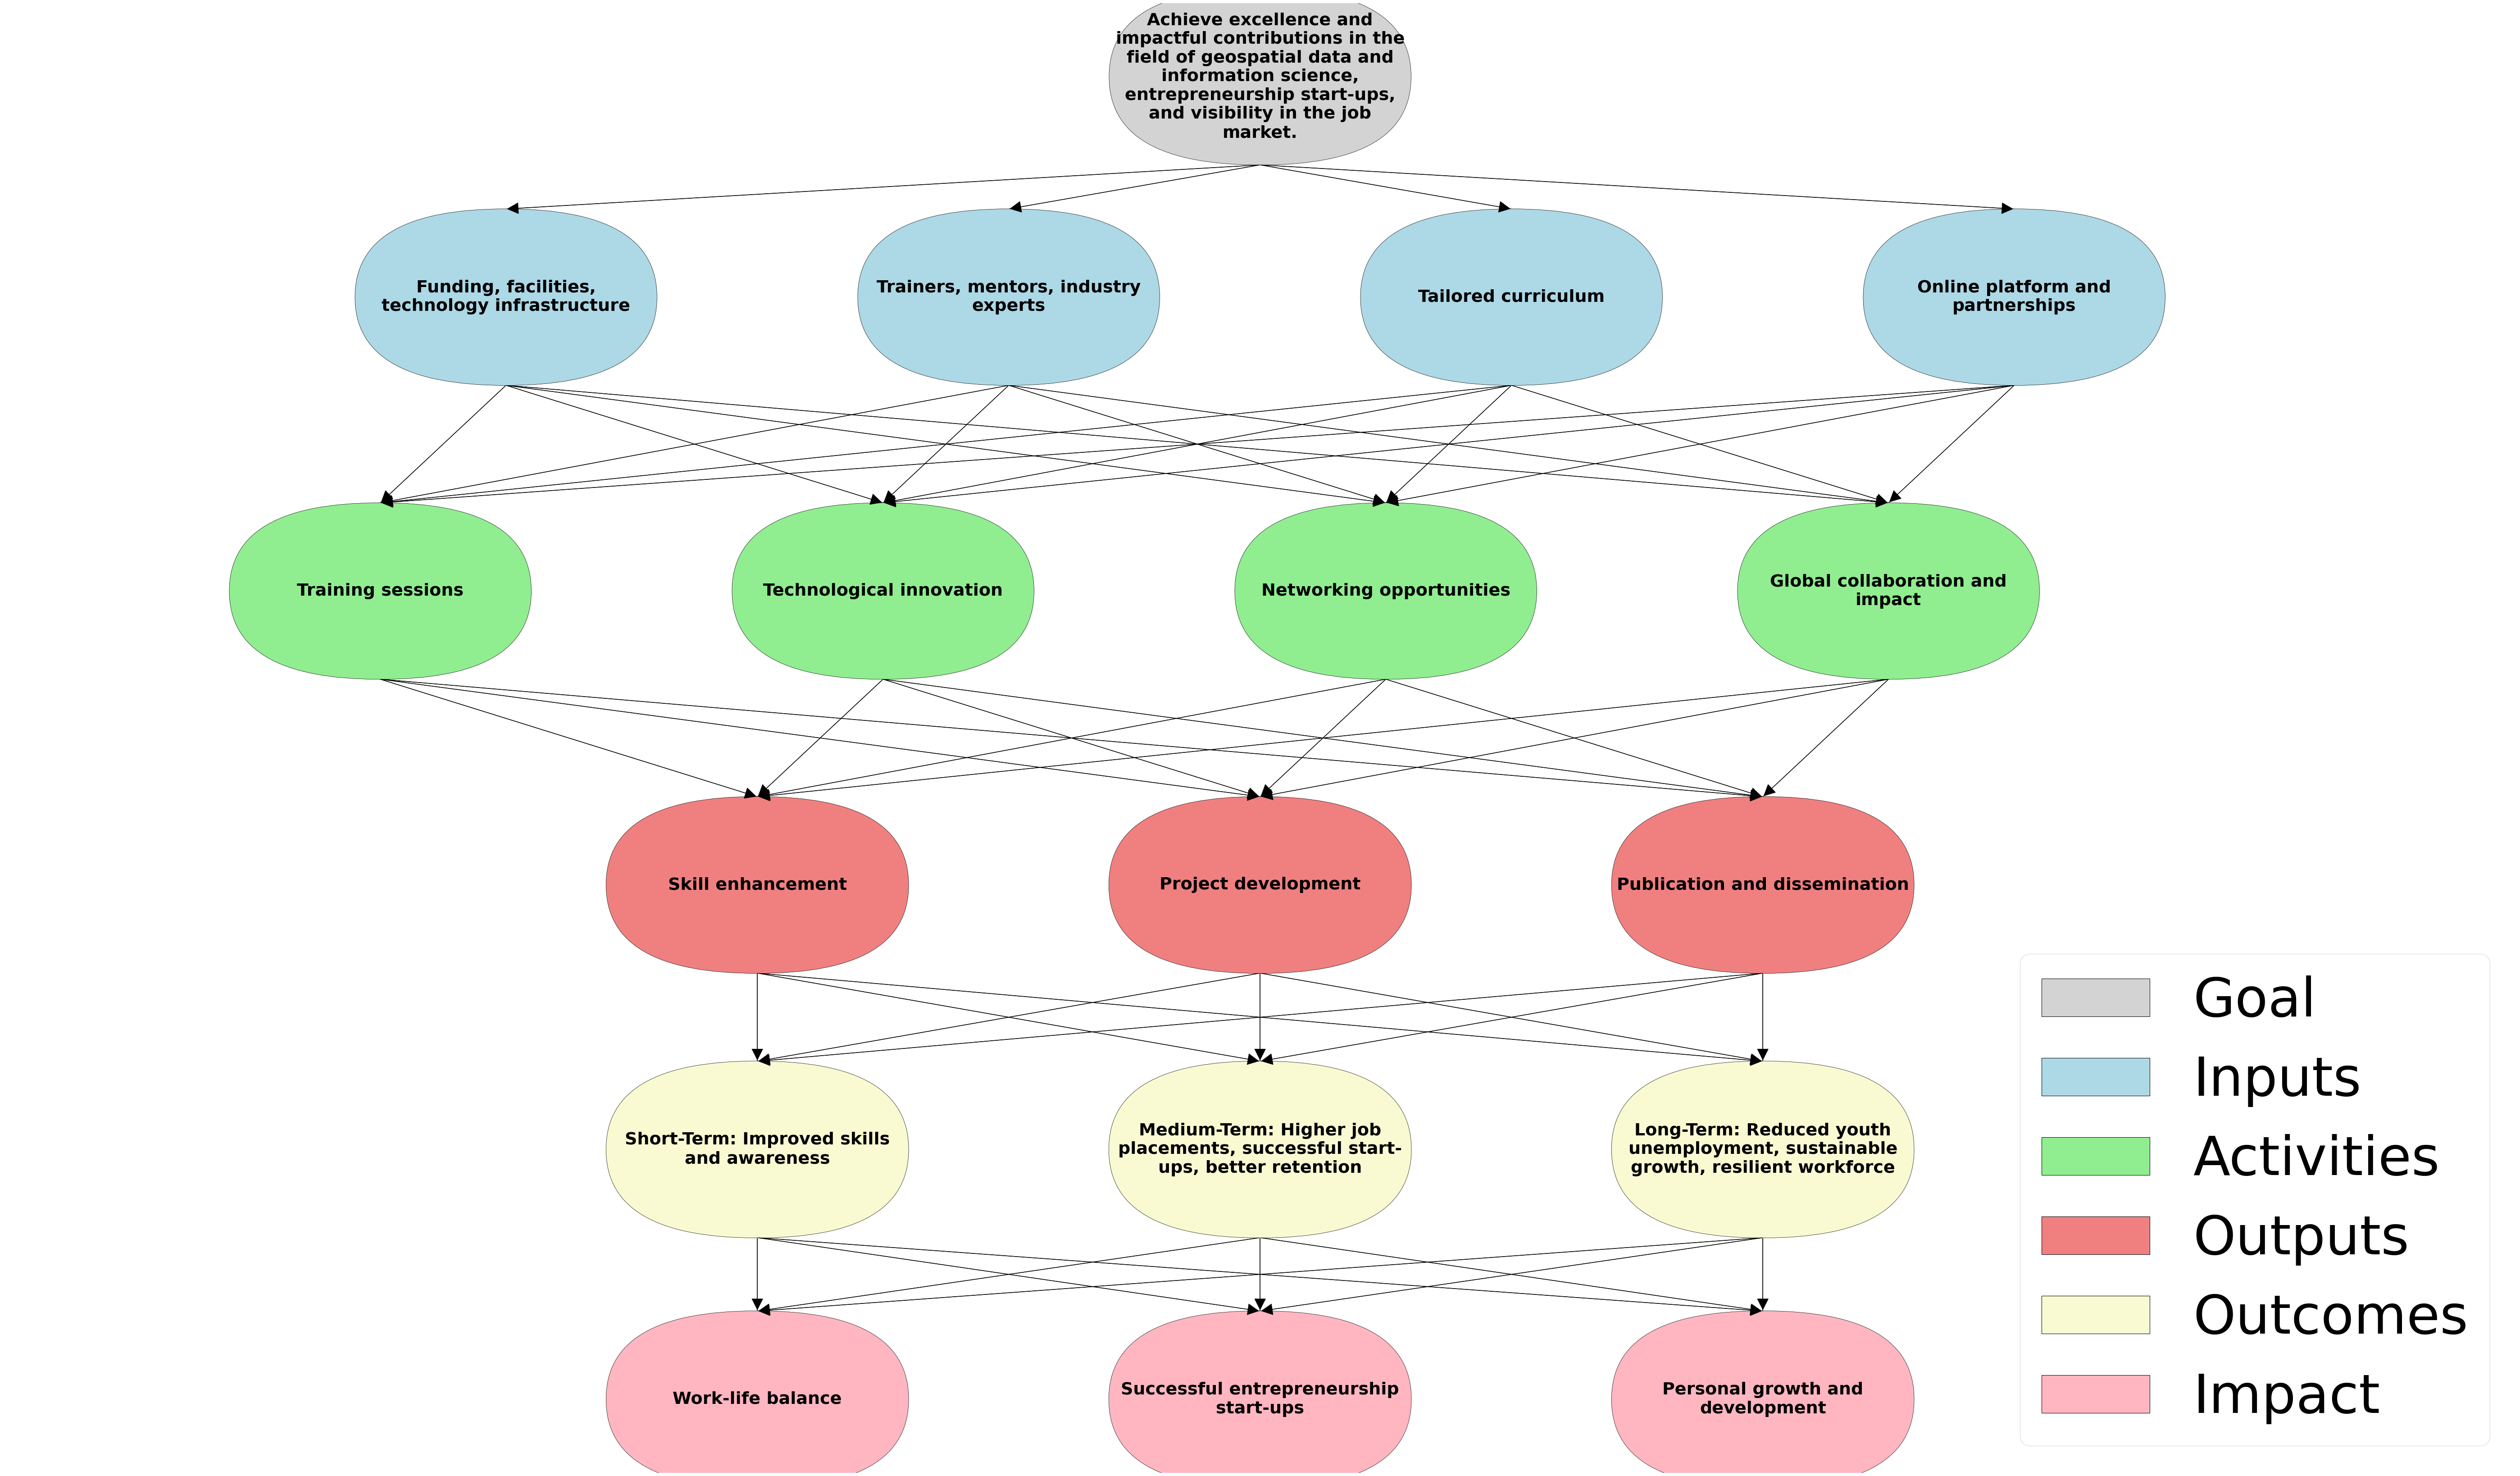 Achieve excellence and
impactful contributions in the
field of geospatial data and
information science,
entrepreneurship start-ups,
and visibility in the job
market.
Funding, facilities,
technology infrastructure
Trainers, mentors, industry
experts
Tailored curriculum
Online platform and
partnerships
Training sessions
Technological innovation
Networking opportunities
Global collaboration and
impact
Skill enhancement
Project development
Publication and dissemination
Short-Term: Improved skills
and awareness
Medium-Term: Higher job
placements, successful start-
ups, better retention
Long-Term: Reduced youth
unemployment, sustainable
growth, resilient workforce
Work-life balance
Successful entrepreneurship
start-ups
Personal growth and
development
Goal
Inputs
Activities
Outputs
Outcomes
Impact